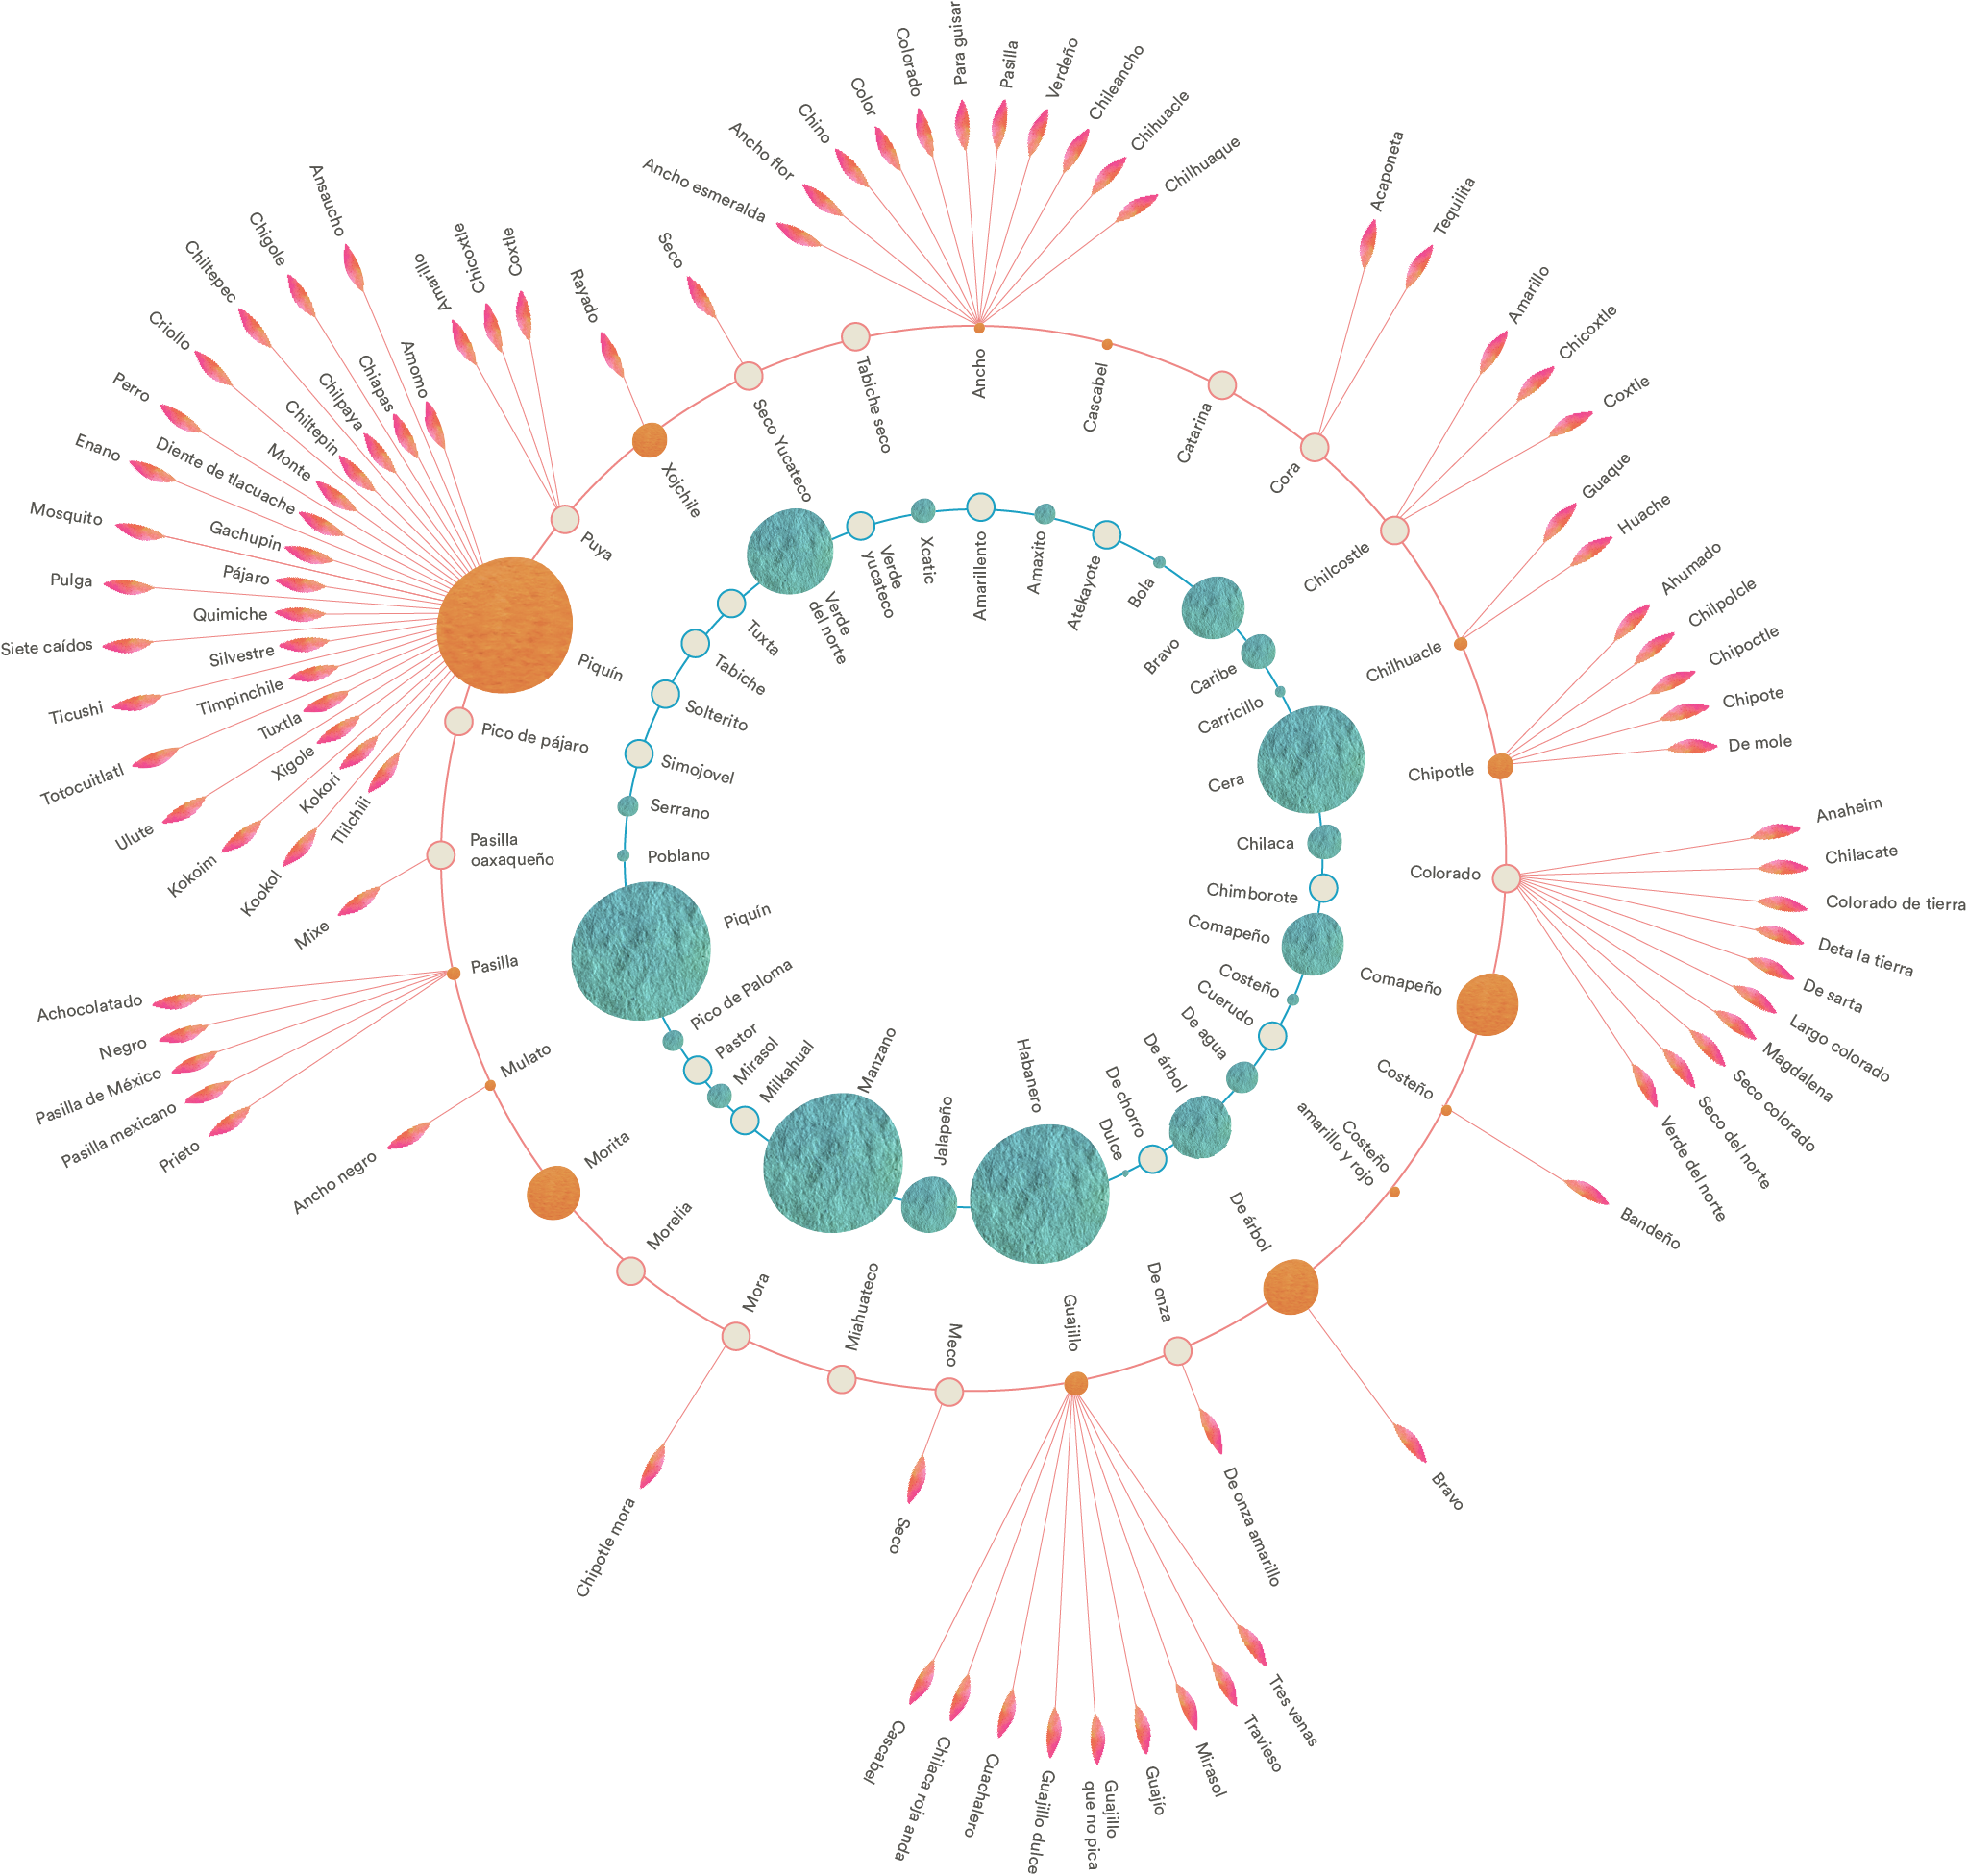 Ancho esmeralda
Ancho flor
Chino
Color
Colorado
Para guisar
Pasilla
Verdeño
Chileancho
Chihuacle
Chilhuaque
Ancho
Cascabel
Catarina
Acaponeta
Tequilita
Cora
Amarillo
Chicoxtle
Coxtle
Chilcostle
Guaque
Huache
Chilhuacle
Ahumado
Chilpolcle
Chipoctle
Chipote
De mole
Chipotle
Anaheim
Chilacate
Colorado de tierra
Deta la tierra
De sarta
Largo colorado
Magdalena
Seco colorado
Seco del norte
Verde del norte
Colorado
Comapeño
Costeño
Bandeño
Costeño
amarillo y rojo
De árbol
Bravo
De onza
De onza amarillo
Guajillo
Tres venas
Travieso
Mirasol
Guajío
Guajillo
que no pica
Guajillo dulce
Cuachalero
Chilaca roja anda
Cascabel
Meco
Seco
Miahuateco
Mora
Chipotle mora
Morelia
Morita
Mulato
Ancho negro
Pasilla
Achocolatado
Negro
Pasilla de México
Pasilla mexicano
Prieto
Pasilla
oaxaqueño
Mixe
Pico de pájaro
Piquín
Ansaucho
Chigole
Chiltepec
Criollo
Perro
Enano
Mosquito
Pulga
Siete caídos
Ticushi
Totocuitlatl
Ulute
Kokoim
Kookol
Amomo
Chiapas
Chilpaya
Chiltepin
Monte
Diente de tlacuache
Gachupin
Pájaro
Quimiche
Silvestre
Timpinchile
Tuxtla
Xigole
Kokori
Tlilchili
Puya
Amarillo
Chicoxtle
Coxtle
Xojchile
Rayado
Seco Yucateco
Seco
Tabiche seco
Amarillento
Amaxito
Atekayote
Bola
Bravo
Caribe
Carricillo
Cera
Chilaca
Chimborote
Comapeño
Costeño
Cuerudo
De agua
De árbol
De chorro
Dulce
Habanero
Jalapeño
Manzano
Milkahual
Mirasol
Pastor
Pico de Paloma
Piquín
Poblano
Serrano
Simojovel
Solterito
Tabiche
Tuxta
Verde
del norte
Verde
yucateco
Xcatic